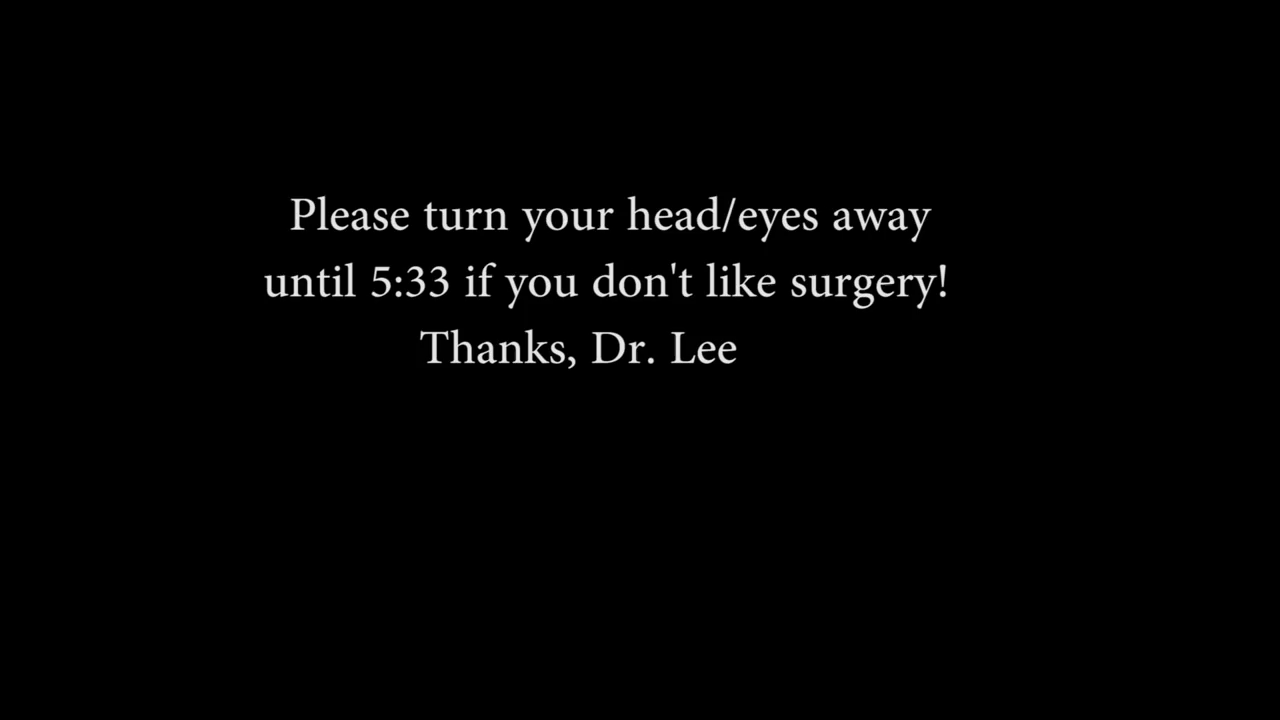 Please turn your head/eyes away
until 5:33 if you don't like surgery!
Thanks, Dr. Lee